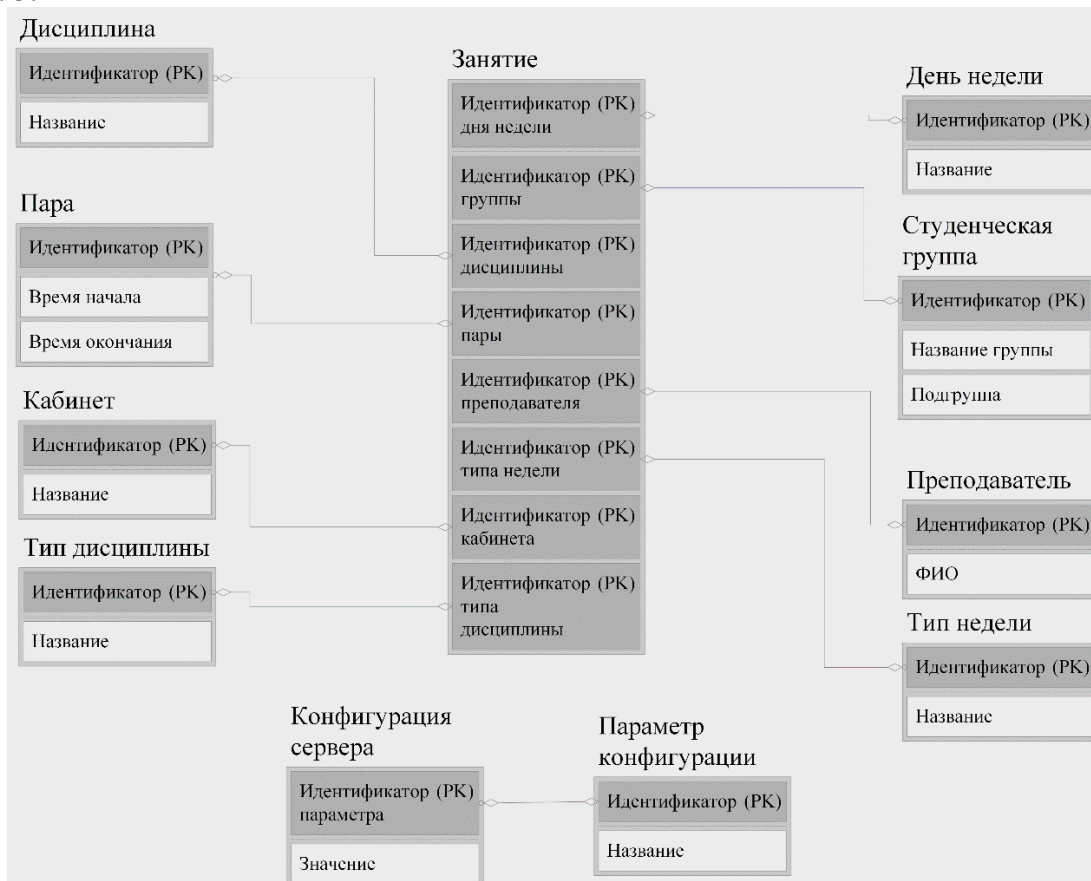 Дисциплина
Идентификатор (PK)
Название
Пара
Идентификатор (PK)
Время начала
Время окончания
Кабинет
Идентификатор (PK)
Название
Тип дисциплины
Идентификатор (PK)
Название
Занятие
Идентификатор (PK)
дня недели
Идентификатор (PK)
группы
Идентификатор (PK)
дисциплины
Идентификатор (PK)
пары
Идентификатор (PK)
преподавателя
Идентификатор (PK)
типа недели
Идентификатор (PK)
кабинета
Идентификатор (PK)
типа
дисциплины
День недели
Идентификатор (PK)
Название
Студенческая
группа
Идентификатор (PK)
Название группы
Подгруппа
Преподаватель
Идентификатор (PK)
ФИО
Тип недели
Идентификатор (PK)
Название
Конфигурация
сервера
Идентификатор (PK)
параметра
Значение
Параметр
конфигурации
Идентификатор (PK)
Название